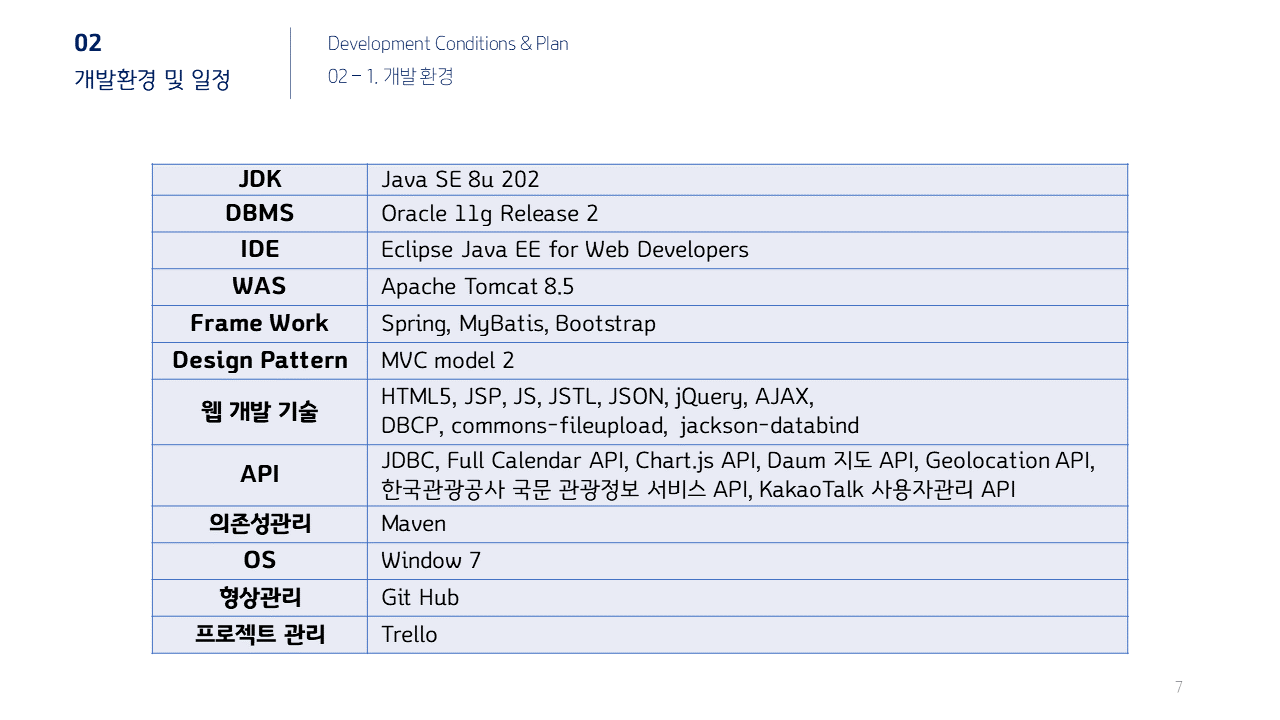 02
개발환경 및 일정
Development Conditions & Plan
02 – 1. 개발 환경
JDK
Java SE 8u 202
DBMS
Oracle 11g Release 2
IDE
Eclipse Java EE for Web Developers
WAS
Apache Tomcat 8.5
Frame Work
Spring, MyBatis, Bootstrap
Design Pattern
MVC model 2
웹 개발 기술
HTML5, JSP, JS, JSTL, JSON, jQuery, AJAX,
DBCP, commons-fileupload, jackson-databind
API
JDBC, Full Calendar API, Chart.js API, Daum 지도 API, Geolocation API,
한국관광공사 국문 관광정보 서비스 API, KakaoTalk 사용자관리 API
의존성관리
Maven
OS
Window 7
형상관리
Git Hub
프로젝트 관리
Trello
7